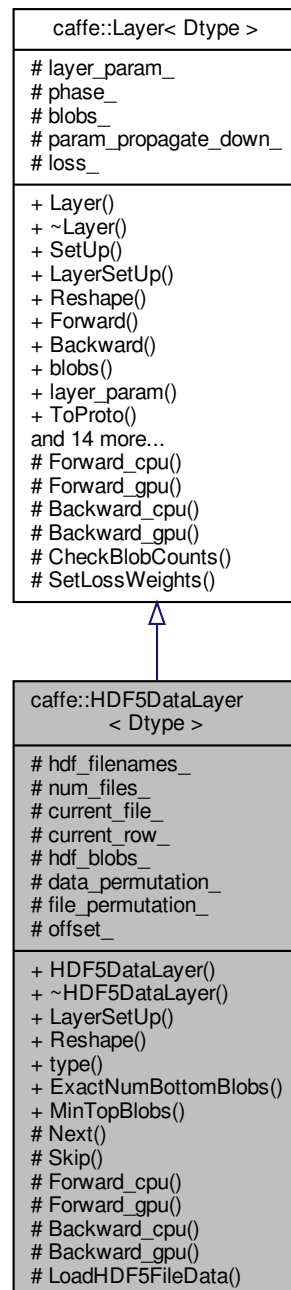 caffe::Layer< Dtype >
# layer_param_
# phase_
# blobs_
# param_propagate_down_
# loss_
+ Layer()
+ ~Layer()
+ SetUp()
+ LayerSetUp()
+ Reshape()
+ Forward()
+ Backward()
+ blobs()
+ layer_param()
+ ToProto()
and 14 more...
# Forward_cpu()
# Forward_gpu()
# Backward_cpu()
# Backward_gpu()
# CheckBlobCounts()
# SetLossWeights()
caffe::HDF5DataLayer
< Dtype >
# hdf_filenames_
# num_files_
# current_file_
# current_row_
# hdf_blobs_
# data_permutation_
# file_permutation_
# offset_
+ HDF5DataLayer()
+ ~HDF5DataLayer()
+ LayerSetUp()
+ Reshape()
+ type()
+ ExactNumBottomBlobs()
+ MinTopBlobs()
# Next()
# Skip()
# Forward_cpu()
# Forward_gpu()
# Backward_cpu()
# Backward_gpu()
# LoadHDF5FileData()